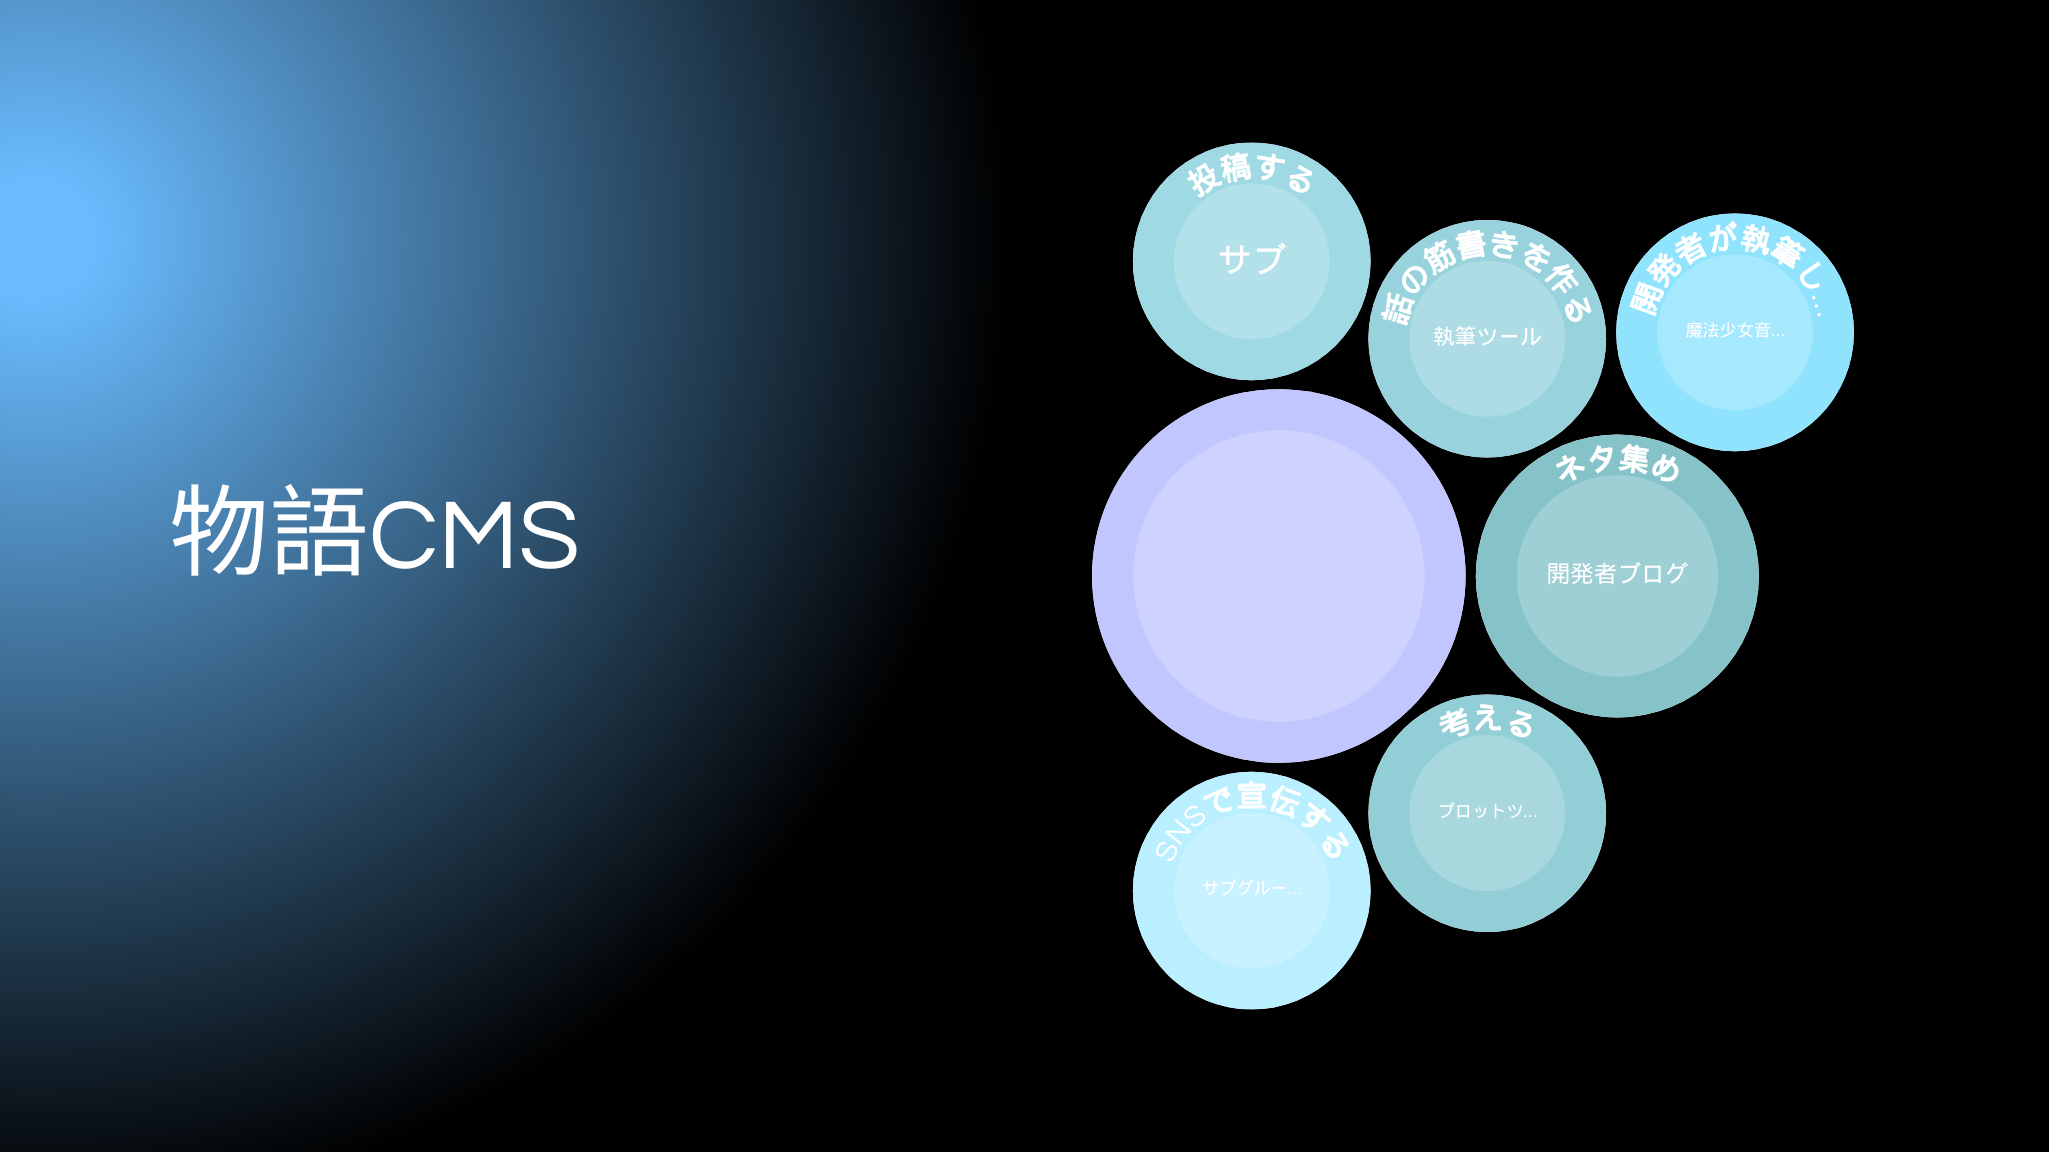 物語CMS
投稿する
サブ
話の筋書きを作る
執筆ツール
開発者が執筆し...
魔法少女音...
ネタ集め
開発者ブログ
考える
プロットツ...
SNSで宣伝する
サブグルー...